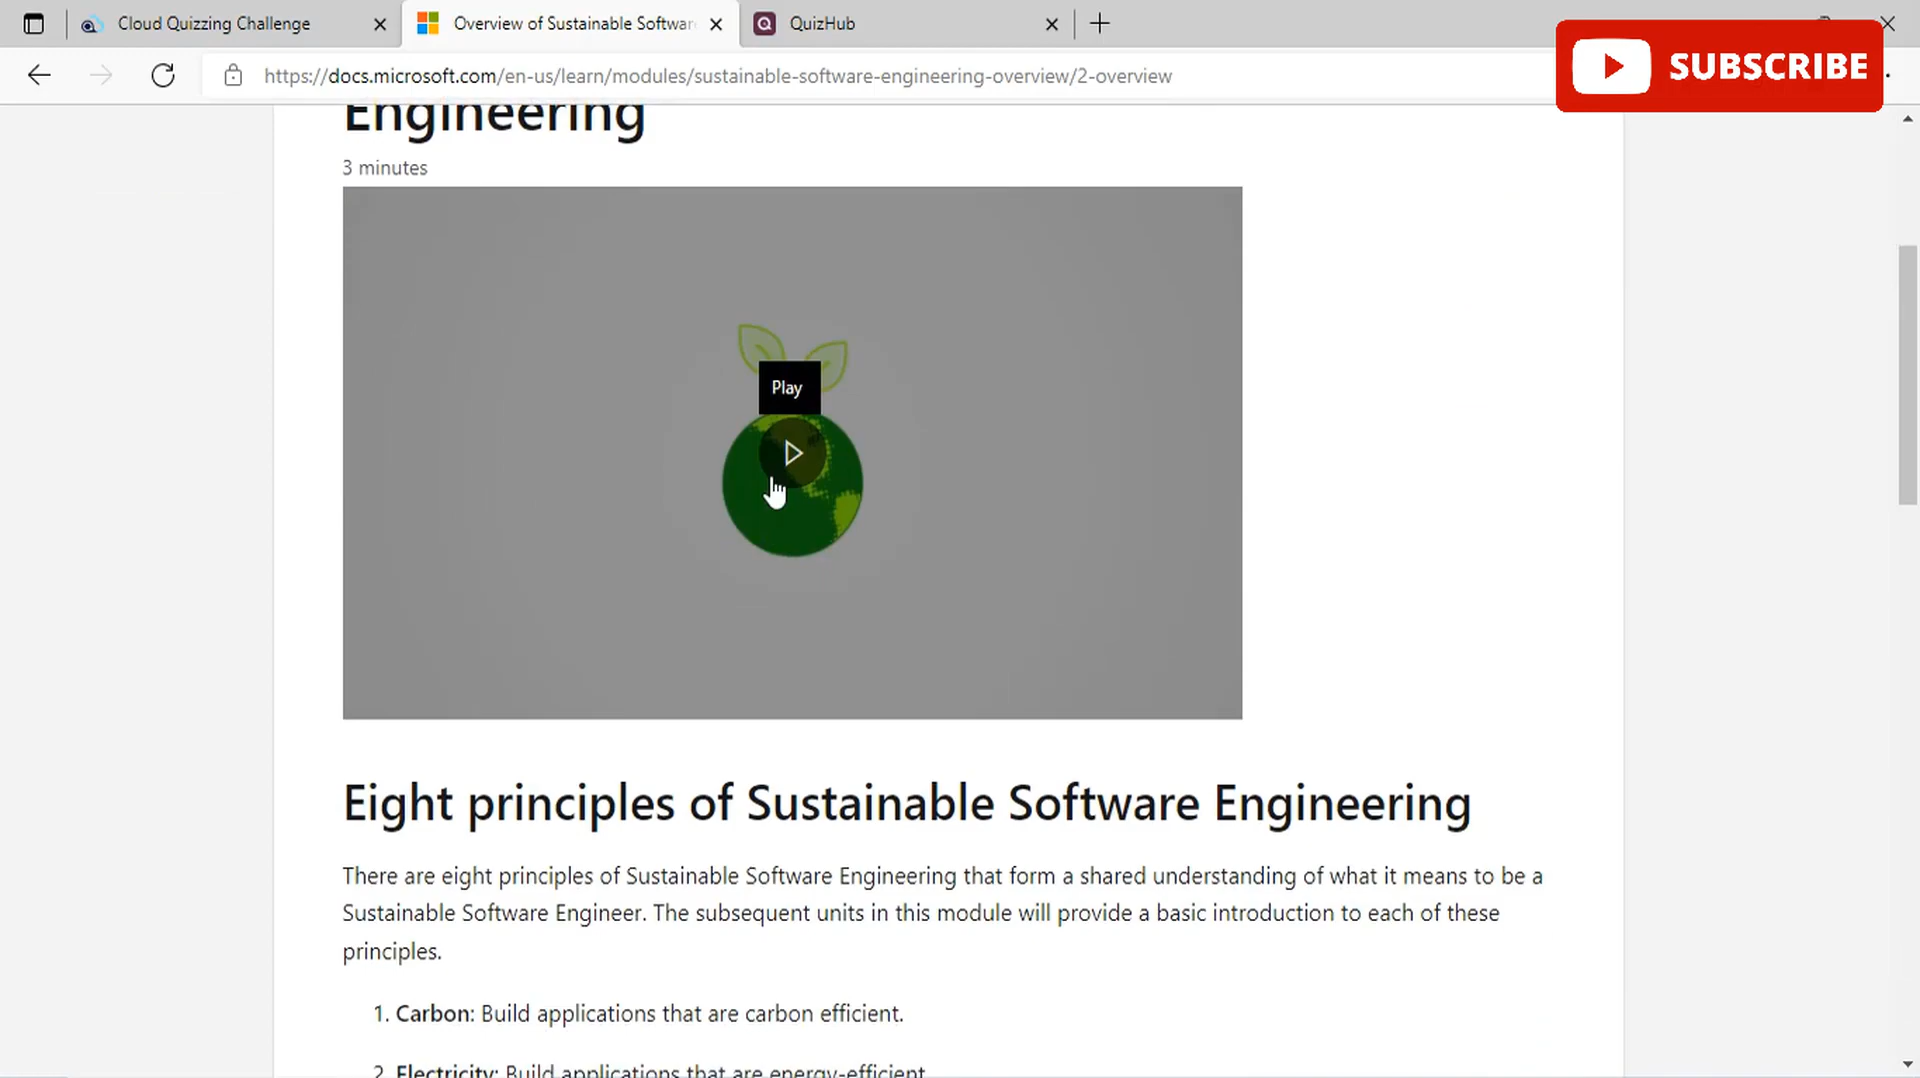 Cloud Quizzing Challenge
Overview of Sustainable Softwar
QuizHub
https://docs.microsoft.com/en-us/learn/modules/sustainable-software-engineering-overview/2-overview
SUBSCRIBE
Engineering
3 minutes
Play
Eight principles of Sustainable Software Engineering
There are eight principles of Sustainable Software Engineering that form a shared understanding of what it means to be a
Sustainable Software Engineer. The subsequent units in this module will provide a basic introduction to each of these
principles.
1. Carbon: Build applications that are carbon efficient.
2. Electricity: Build applications that are energy-efficient.